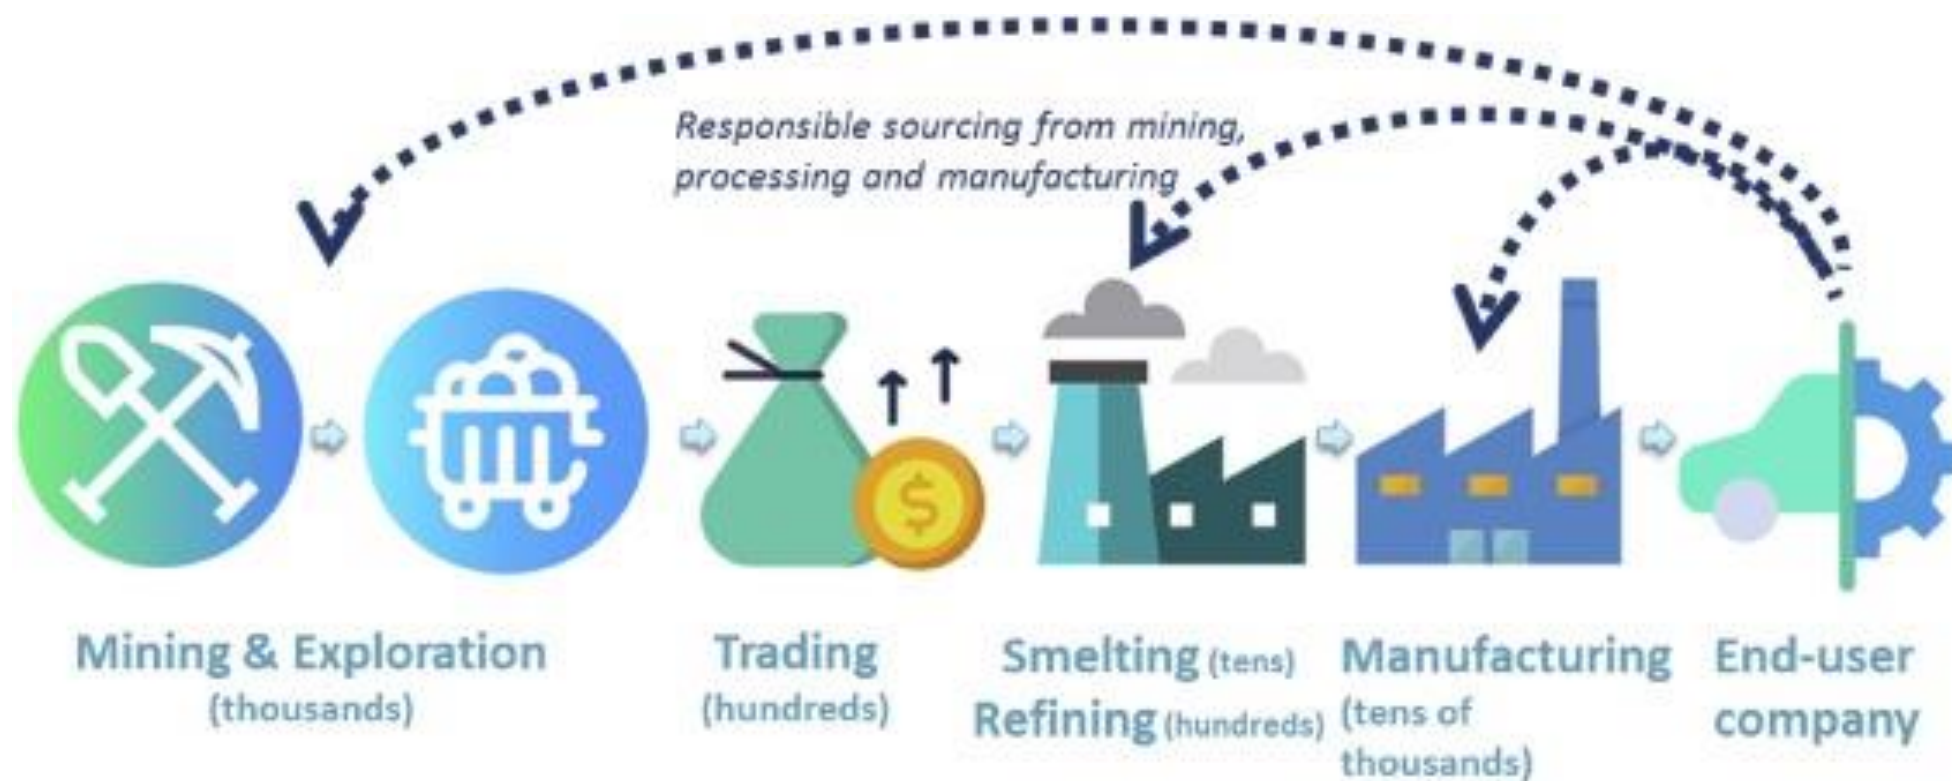 Responsible sourcing from mining,
processing and manufacturing
$
Mining & Exploration
(thousands)
Trading
(hundreds)
Smelting (tens)
Refining (hundreds)
Manufacturing
(tens of
thousands)
End-user
company